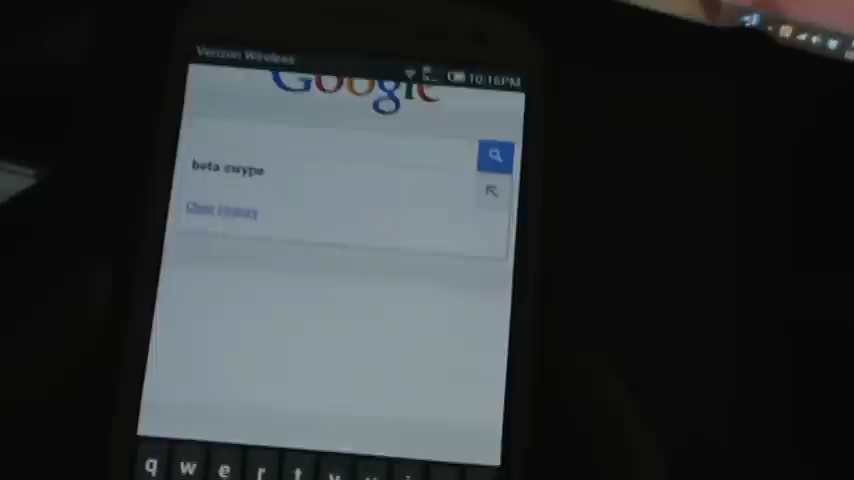 Verizon Wireless
10:16PM
Google
beta swype
Clear History
q w e r t y u i